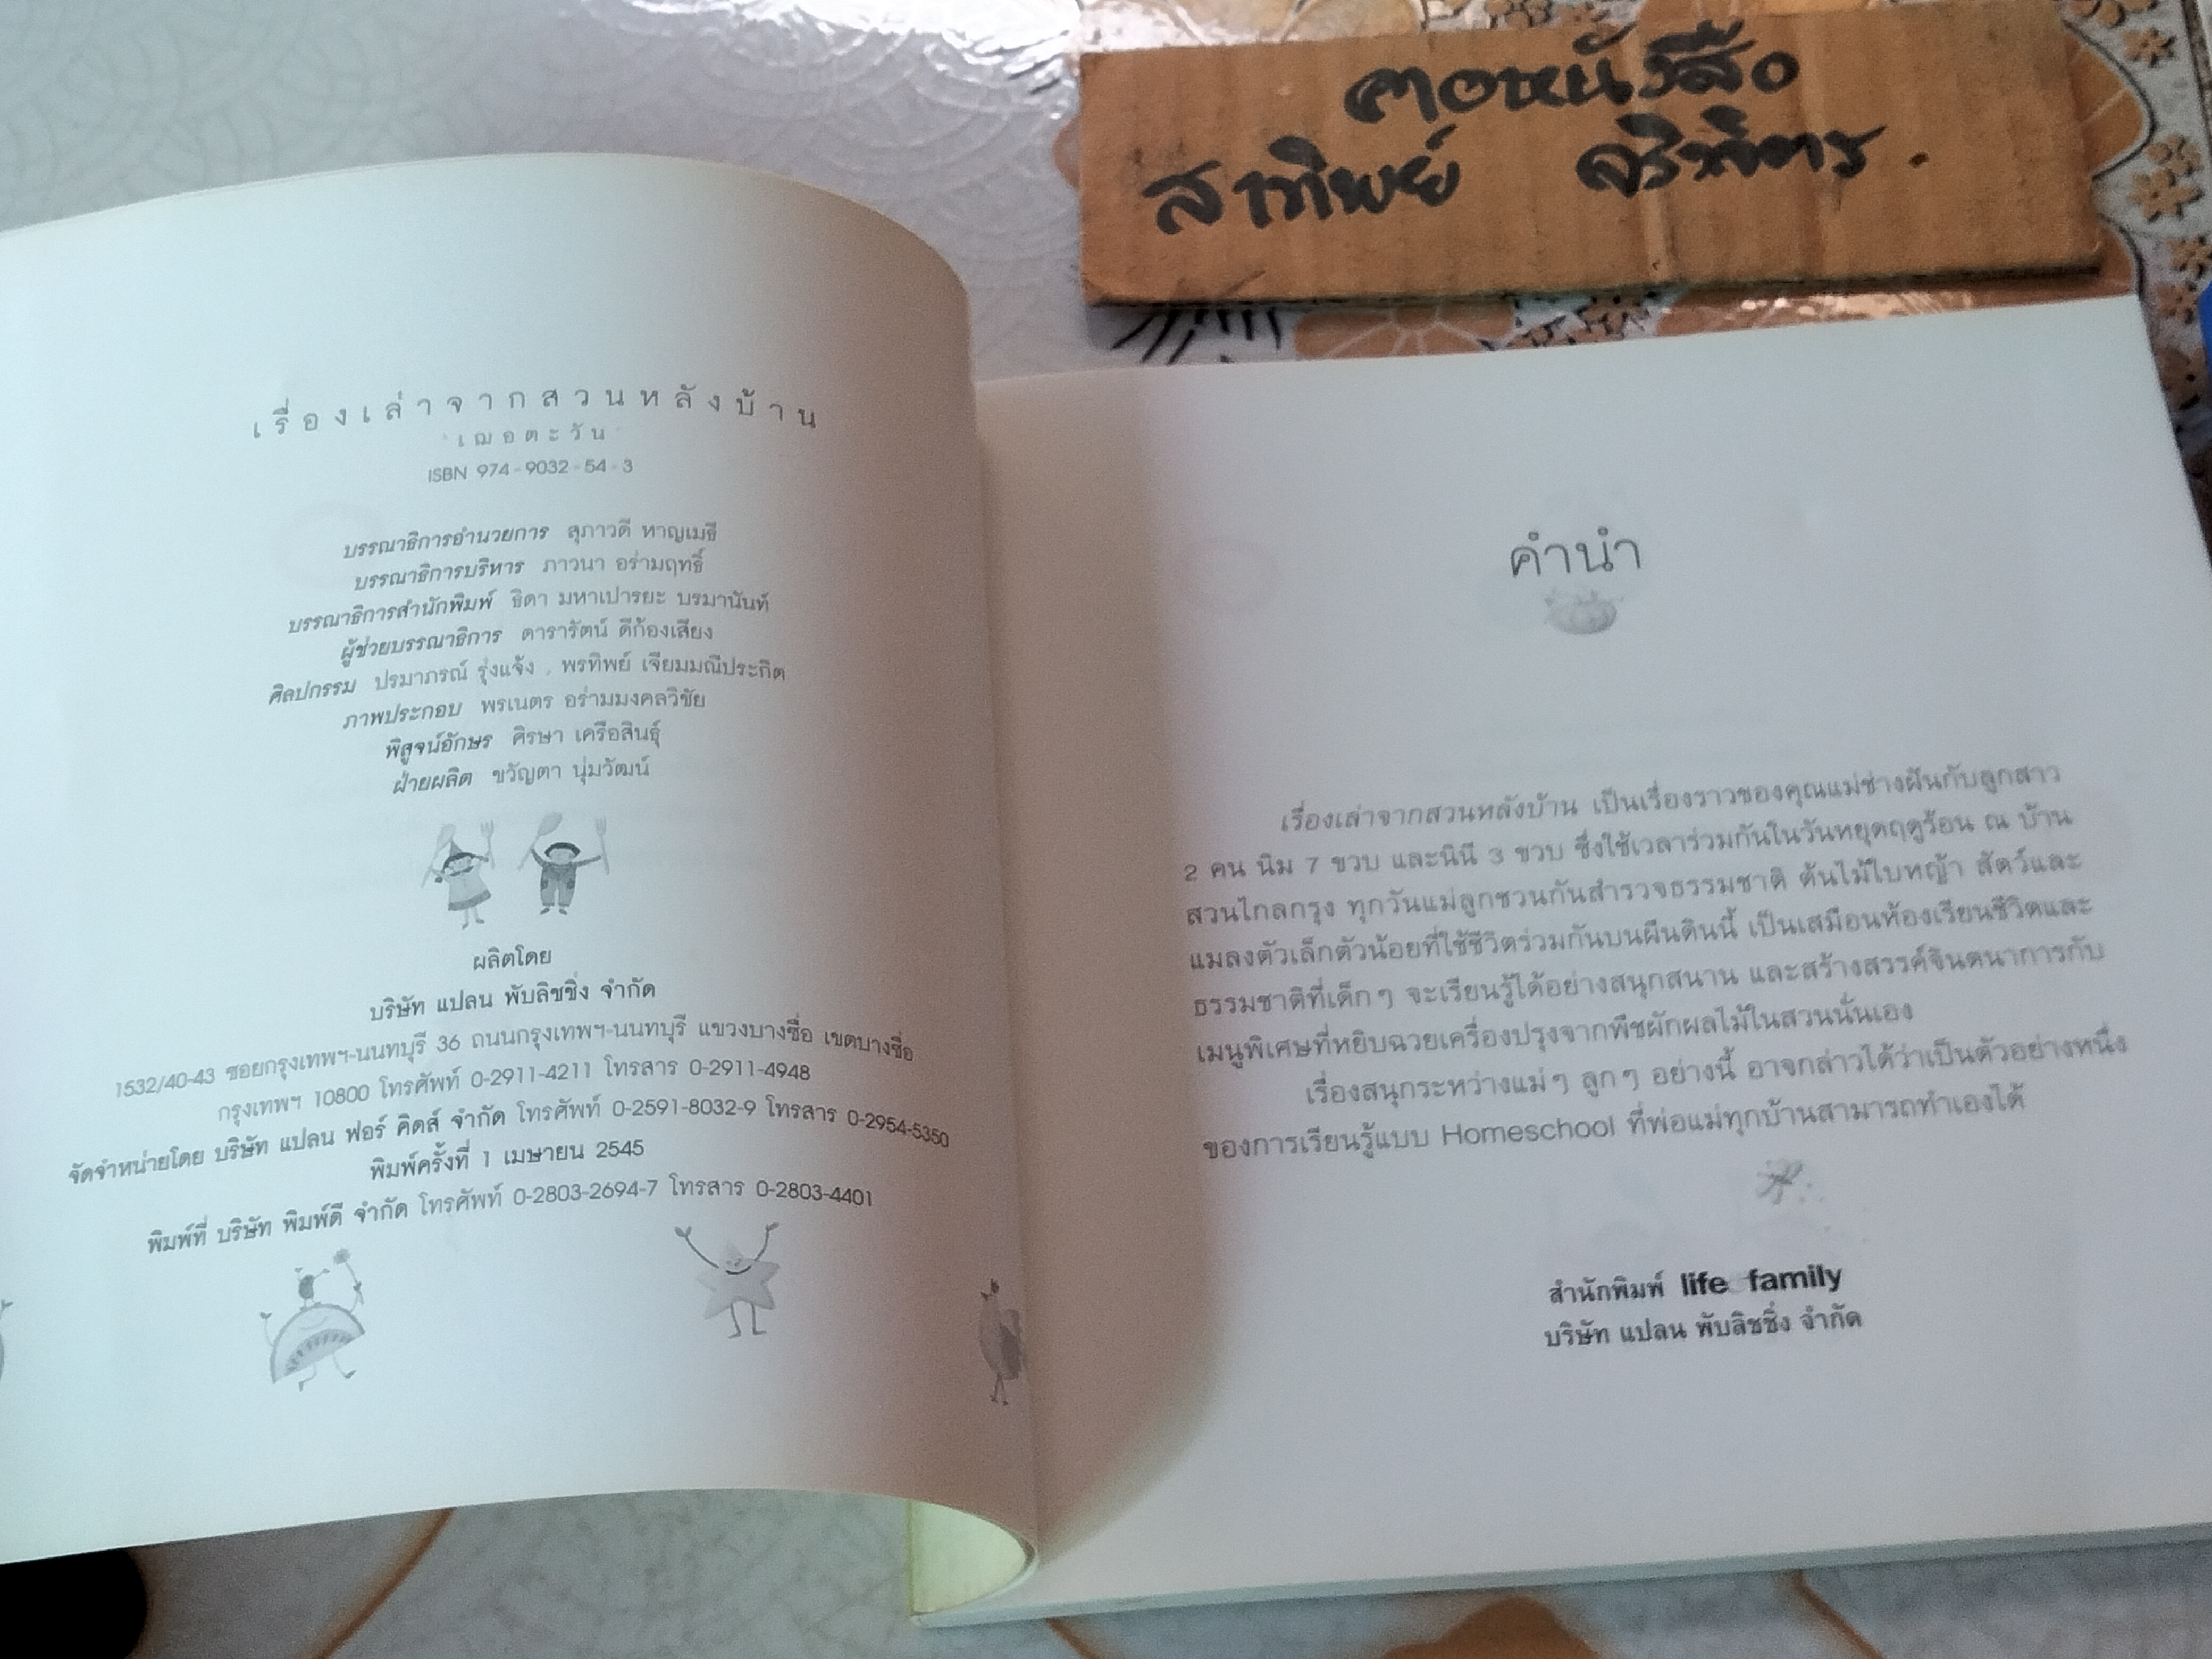 คอหนังสือ
สาทิพย์
เรื่องเล่าจากสวนหลังบ้าน
เฌอตะวัน
ISBN 974-9032-54-3
บรรณาธิการอำนวยการ สุภาวดี หาญเมธี
บรรณาธิการบริหาร ภาวนา อร่ามฤทธิ์
บรรณาธิการสำนักพิมพ์ ธิดา มหาเปารยะ บรมานันท์
ผู้ช่วยบรรณาธิการ ดารารัตน์ ดีก้องเสียง
ศิลปกรรม ปรมาภรณ์ รุ่งแจ้ง , พรทิพย์ เจียมมณีประกิต
ภาพประกอบ พรเนตร อร่ามมงคลวิชัย
พิสูจน์อักษร ศิรษา เครือสินธุ์
ฝ่ายผลิต ขวัญตา นุ่มวัฒน์
ผลิตโดย
บริษัท แปลน พับลิชชิ่ง จำกัด
1532/40-43 ซอยกรุงเทพฯ-นนทบุรี 36 ถนนกรุงเทพฯ-นนทบุรี แขวงบางซื่อ เขตบางซื่อ
กรุงเทพฯ 10800 โทรศัพท์ 0-2911-4211 โทรสาร 0-2911-4948
จัดจำหน่ายโดย บริษัท แปลน ฟอร์ คิดส์ จำกัด โทรศัพท์ 0-2591-8032-9 โทรสาร 0-2954-5350
พิมพ์ครั้งที่ 1 เมษายน 2545
พิมพ์ที่ บริษัท พิมพ์ดี จำกัด โทรศัพท์ 0-2803-2694-7 โทรสาร 0-2803-4401
คำนำ
เรื่องเล่าจากสวนหลังบ้าน เป็นเรื่องราวของคุณแม่ช่างฝันกับลูกสาว
2 คน นิม 7 ขวบ และนินี 3 ขวบ ซึ่งใช้เวลาร่วมกันในวันหยุดฤดูร้อน ณ บ้าน
สวนไกลกรุง ทุกวันแม่ลูกชวนกันสำรวจธรรมชาติ ต้นไม้ใบหญ้า สัตว์และ
แมลงตัวเล็กตัวน้อยที่ใช้ชีวิตร่วมกันบนผืนดินนี้ เป็นเสมือนห้องเรียนชีวิตและ
ธรรมชาติที่เด็กๆ จะเรียนรู้ได้อย่างสนุกสนาน และสร้างสรรค์จินตนาการกับ
เมนูพิเศษที่หยิบฉวยเครื่องปรุงจากพืชผักผลไม้ในสวนนั่นเอง
เรื่องสนุกระหว่างแม่ๆ ลูกๆ อย่างนี้ อาจกล่าวได้ว่าเป็นตัวอย่างหนึ่ง
ของการเรียนรู้แบบ Homeschool ที่พ่อแม่ทุกบ้านสามารถทำเองได้
สำนักพิมพ์ life family
บริษัท แปลน พับลิชชิ่ง จำกัด